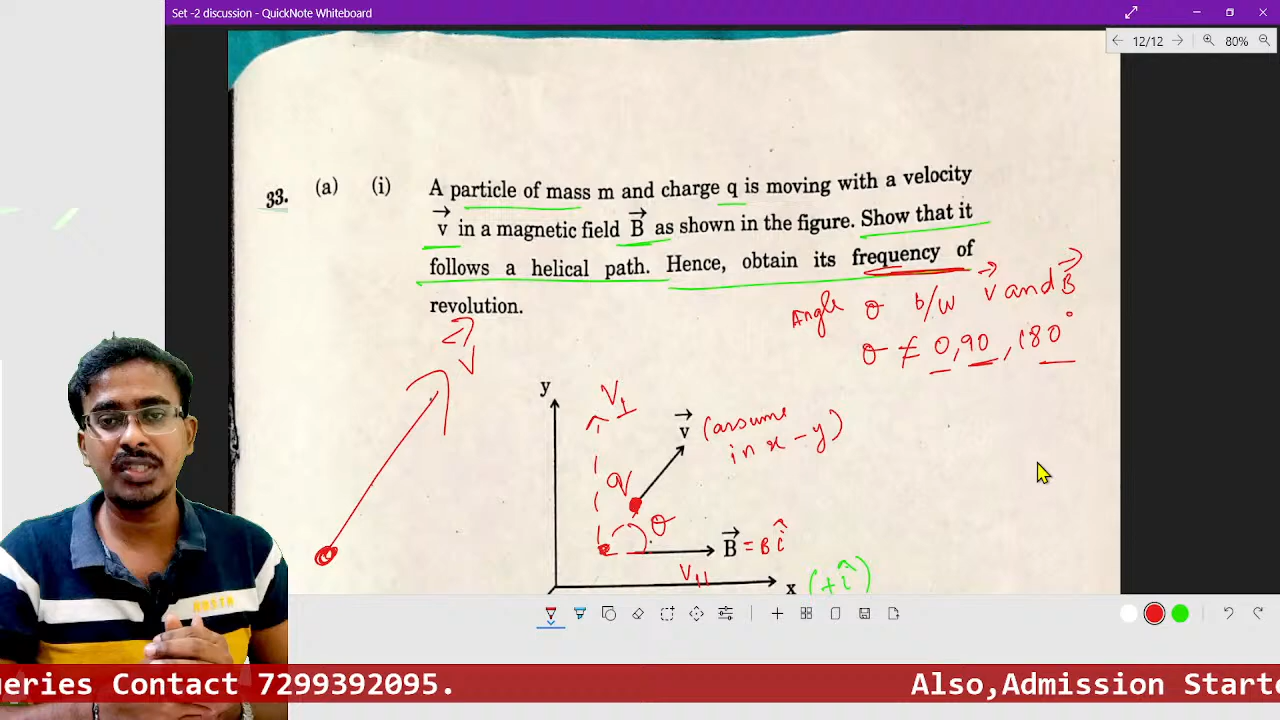 Set -2 discussion - QuickNote Whiteboard
12/12
80%
33. (a) (i) A particle of mass m and charge q is moving with a velocity
v⃗ in a magnetic field B⃗ as shown in the figure. Show that it
follows a helical path. Hence, obtain its frequency of
revolution.
Angle θ b/w v⃗ and B⃗
θ ≠ 0, 90, 180°
V⃗
y
V⊥
v⃗ (assume
in x-y)
q
θ
B⃗ = B î
V||
x (+î)
ueries Contact 7299392095.
Also,Admission Starte